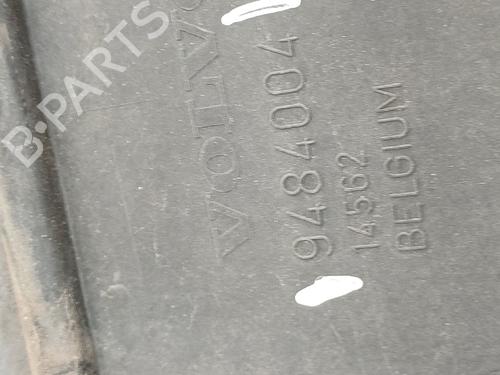 B-PARTS
VOLVO
9484004
14562
BELGIUM